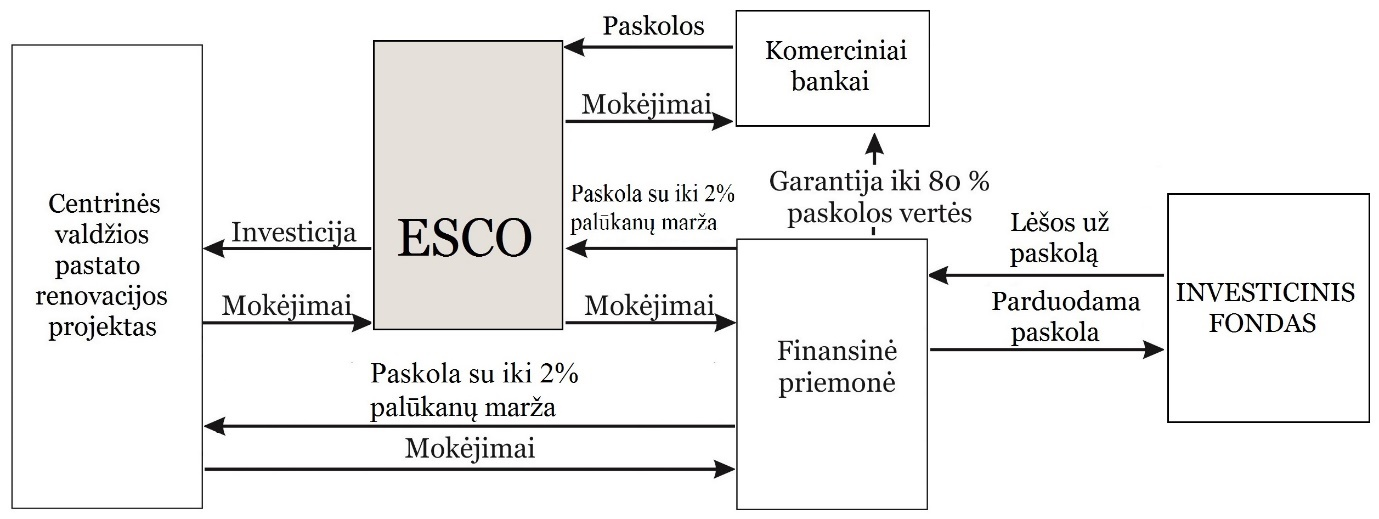 Paskolos
Komerciniai
bankai
Mokėjimai
Centrinės
valdžios
pastato
renovacijos
projektas
Investicija
Mokėjimai
ESCO
Paskola su iki 2%
palūkanų marža
Mokėjimai
Garantija iki 80 %
paskolos vertės
Lėšos už
paskolą
Parduodama
paskola
INVESTICINIS
FONDAS
Finansinė
priemonė
Paskola su iki 2%
palūkanų marža
Mokėjimai